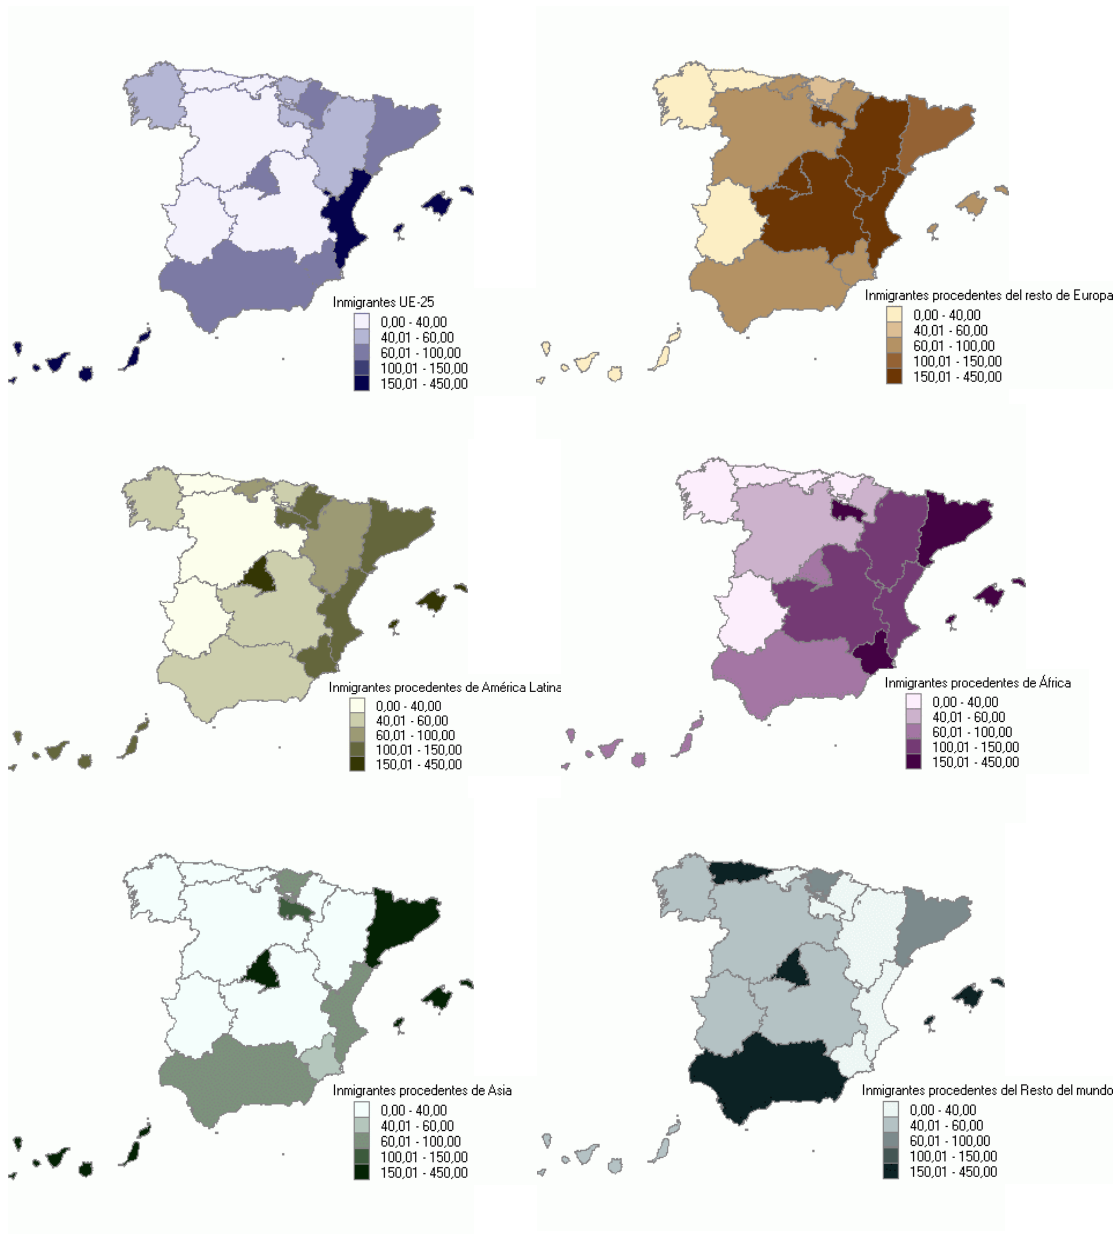 Inmigrantes UE-25
0,00 - 40,00
40,01 - 60,00
60,01 - 100,00
100,01 - 150,00
150,01 - 450,00
Inmigrantes procedentes del resto de Europa
0,00 - 40,00
40,01 - 60,00
60,01 - 100,00
100,01 - 150,00
150,01 - 450,00
Inmigrantes procedentes de América Latina
0,00 - 40,00
40,01 - 60,00
60,01 - 100,00
100,01 - 150,00
150,01 - 450,00
Inmigrantes procedentes de África
0,00 - 40,00
40,01 - 60,00
60,01 - 100,00
100,01 - 150,00
150,01 - 450,00
Inmigrantes procedentes de Asia
0,00 - 40,00
40,01 - 60,00
60,01 - 100,00
100,01 - 150,00
150,01 - 450,00
Inmigrantes procedentes del Resto del mundo
0,00 - 40,00
40,01 - 60,00
60,01 - 100,00
100,01 - 150,00
150,01 - 450,00